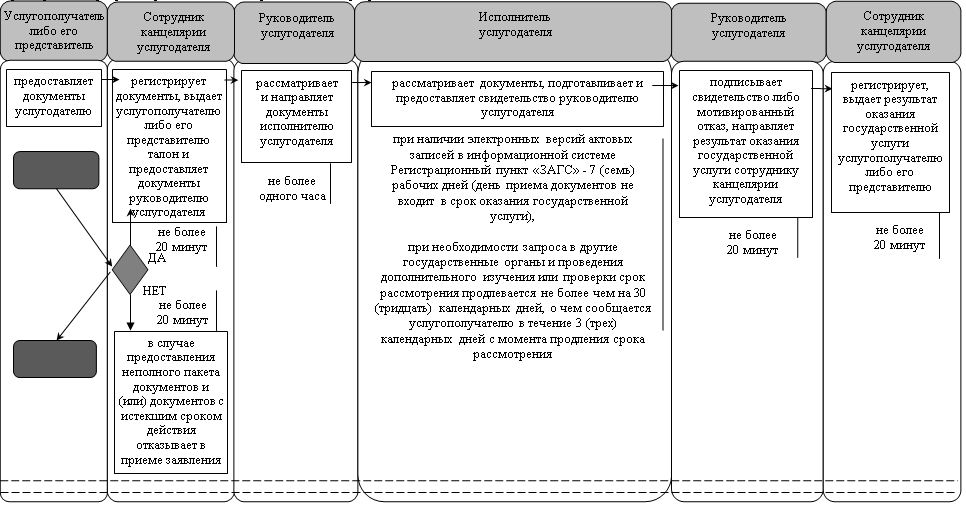 Услугополучатель
либо его
представитель
Сотрудник
канцелярии
услугодателя
Руководитель
услугодателя
Исполнитель
услугодателя
Руководитель
услугодателя
Сотрудник
канцелярии
услугодателя
предоставляет
документы
услугодателю
регистрирует
документы, выдает
услугополучателю
либо его
представителю
талон и
предоставляет
документы
руководителю
услугодателя
не более
20 минут
ДА
НЕТ
не более
20 минут
в случае
предоставления
неполного пакета
документов и
(или) документов с
истекшим сроком
действия
отказывает в
приеме заявления
рассматривает
и направляет
документы
исполнителю
услугодателя
не более
одного часа
рассматривает документы, подготавливает и
предоставляет свидетельство руководителю
услугодателя
при наличии электронных версий актовых
записей в информационной системе
Регистрационный пункт «ЗАГС» - 7 (семь)
рабочих дней (день приема документов не
входит в срок оказания государственной
услуги),
при необходимости запроса в другие
государственные органы и проведения
дополнительного изучения или проверки срок
рассмотрения продлевается не более чем на 30
(тридцать) календарных дней, о чем сообщается
услугополучателю в течение 3 (трех)
календарных дней с момента продления срока
рассмотрения
подписывает
свидетельство либо
мотивированный
отказ, направляет
результат оказания
государственной
услуги сотруднику
канцелярии
услугодателя
не более
20 минут
регистрирует,
выдает результат
оказания
государственной
услуги
услугополучателю
либо его
представителю
не более
20 минут